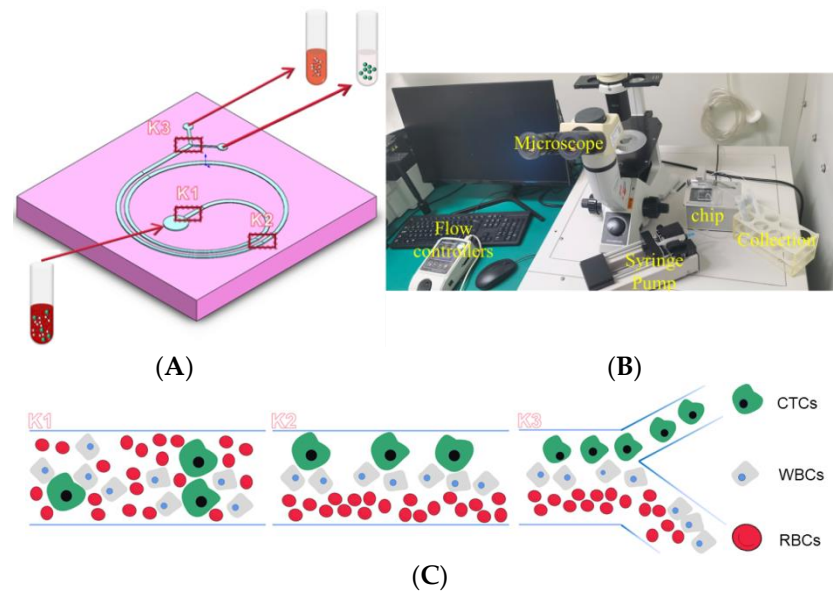 K3
K1
K2
Microscope
Flow
controllers
chip
Collection
Syringe
Pump
(A)
(B)
K1
K2
K3
CTCs
WBCs
RBCs
(C)